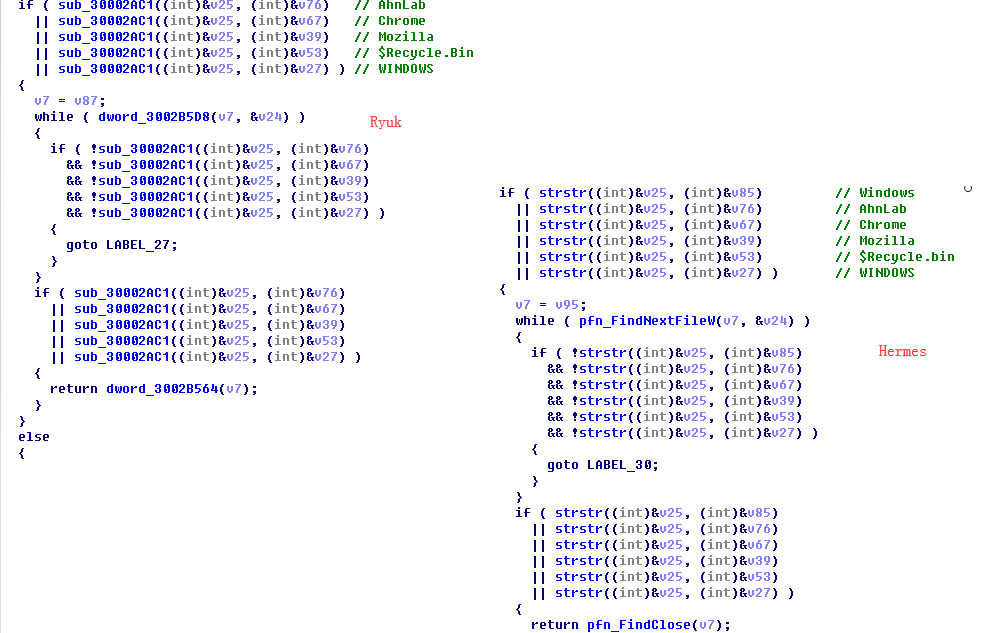 if ( sub_30002AC1((int)&v25, (int)&v76)   // AhnLab
|| sub_30002AC1((int)&v25, (int)&v67)   // Chrome
|| sub_30002AC1((int)&v25, (int)&v39)   // Mozilla
|| sub_30002AC1((int)&v25, (int)&v53)   // $Recycle.Bin
|| sub_30002AC1((int)&v25, (int)&v27) ) // WINDOWS
{
v7 = v87;
while ( dword_3002B5D8(v7, &v24) )
{
if ( !sub_30002AC1((int)&v25, (int)&v76)
&& !sub_30002AC1((int)&v25, (int)&v67)
&& !sub_30002AC1((int)&v25, (int)&v39)
&& !sub_30002AC1((int)&v25, (int)&v53)
&& !sub_30002AC1((int)&v25, (int)&v27) )
{
goto LABEL_27;
}
}
if ( sub_30002AC1((int)&v25, (int)&v76)
|| sub_30002AC1((int)&v25, (int)&v67)
|| sub_30002AC1((int)&v25, (int)&v39)
|| sub_30002AC1((int)&v25, (int)&v53)
|| sub_30002AC1((int)&v25, (int)&v27) )
{
return dword_3002B564(v7);
}
}
else
{
Ryuk
if ( strstr((int)&v25, (int)&v85)         // Windows
|| strstr((int)&v25, (int)&v76)         // AhnLab
|| strstr((int)&v25, (int)&v67)         // Chrome
|| strstr((int)&v25, (int)&v39)         // Mozilla
|| strstr((int)&v25, (int)&v53)         // $Recycle.bin
|| strstr((int)&v25, (int)&v27) )       // WINDOWS
{
v7 = v95;
while ( pfn_FindNextFileW(v7, &v24) )
{
if ( !strstr((int)&v25, (int)&v85)
&& !strstr((int)&v25, (int)&v76)
&& !strstr((int)&v25, (int)&v67)
&& !strstr((int)&v25, (int)&v39)
&& !strstr((int)&v25, (int)&v53)
&& !strstr((int)&v25, (int)&v27) )
{
goto LABEL_30;
}
}
if ( strstr((int)&v25, (int)&v85)
|| strstr((int)&v25, (int)&v76)
|| strstr((int)&v25, (int)&v67)
|| strstr((int)&v25, (int)&v39)
|| strstr((int)&v25, (int)&v53)
|| strstr((int)&v25, (int)&v27) )
{
return pfn_FindClose(v7);
Hermes